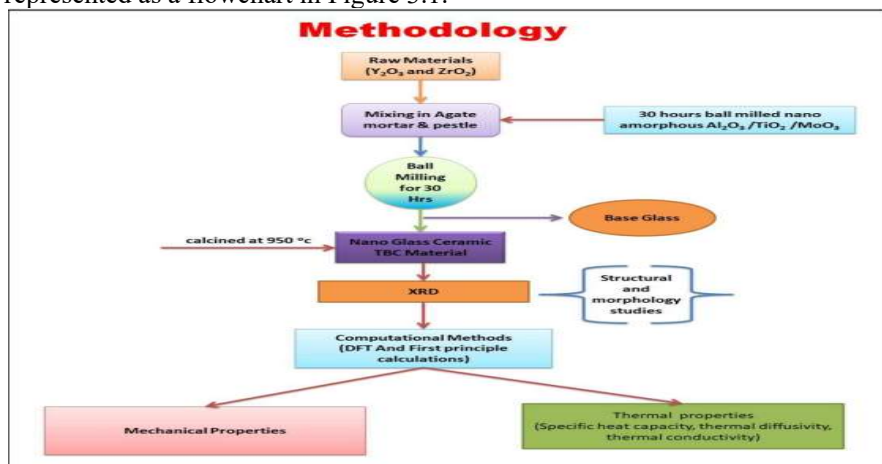 represented as a flowchart in Figure 3.1.
Methodology
Raw Materials
(Y₂O₃ and ZrO₂)
Mixing in Agate
mortar & pestle
30 hours ball milled nano
amorphous Al₂O₃ /TiO₂ /MoO₃
Ball
Milling
for 30
Hrs
Base Glass
calcined at 950 °c
Nano Glass Ceramic
TBC Material
XRD
Structural
and
morphology
studies
Computational Methods
(DFT And First principle
calculations)
Mechanical Properties
Thermal properties
(Specific heat capacity, thermal diffusivity,
thermal conductivity)